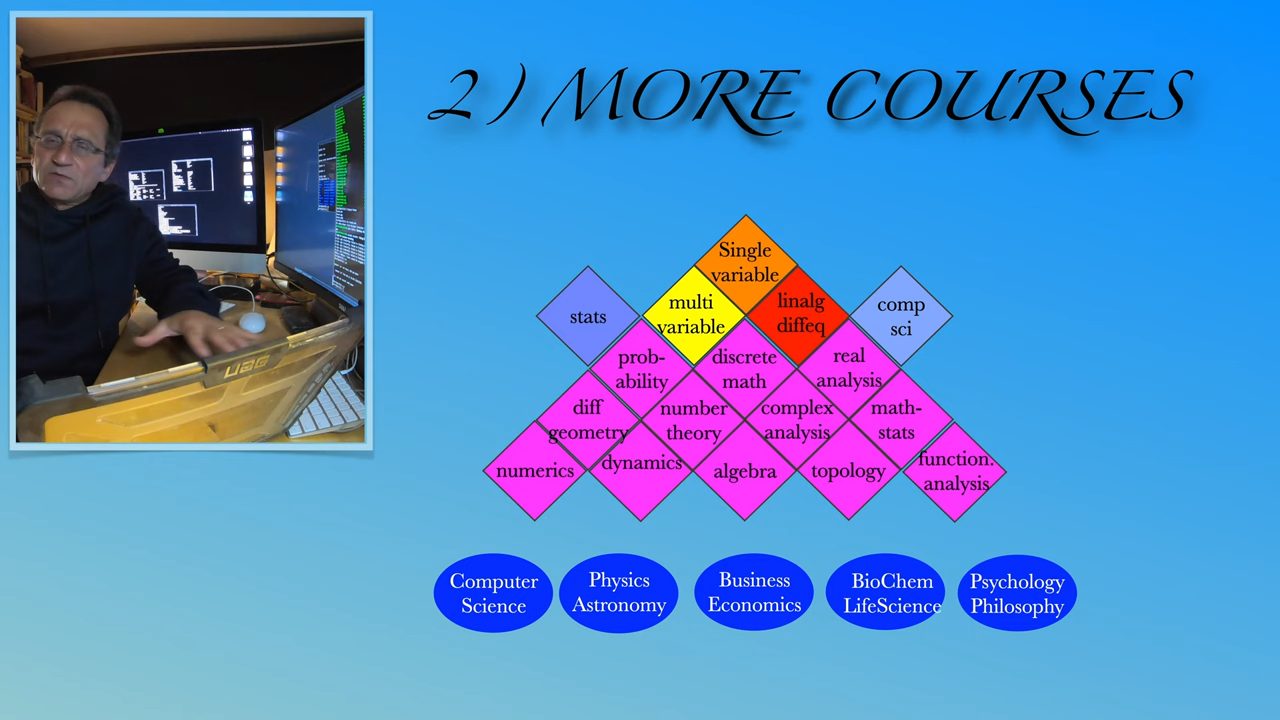 2) MORE COURSES
Single
variable
stats
multi
variable
linalg
diffeq
comp
sci
prob-
ability
discrete
math
real
analysis
diff
geometry
number
theory
complex
analysis
math-
stats
numerics
dynamics
algebra
topology
function.
analysis
Computer
Science
Physics
Astronomy
Business
Economics
BioChem
LifeScience
Psychology
Philosophy
UAG